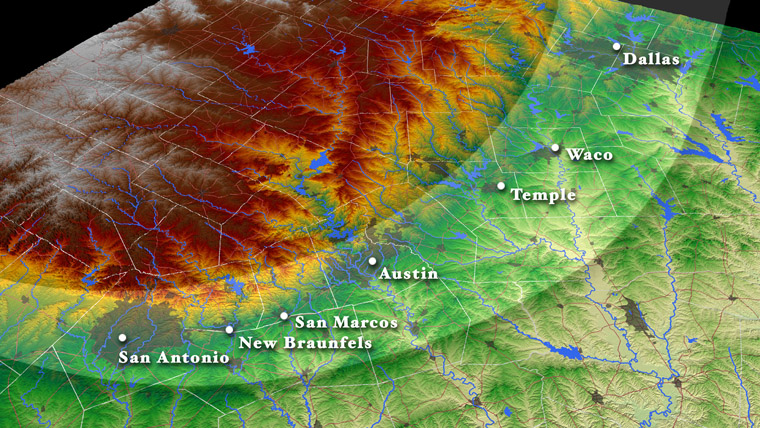 Dallas
Waco
Temple
Austin
San Marcos
New Braunfels
San Antonio